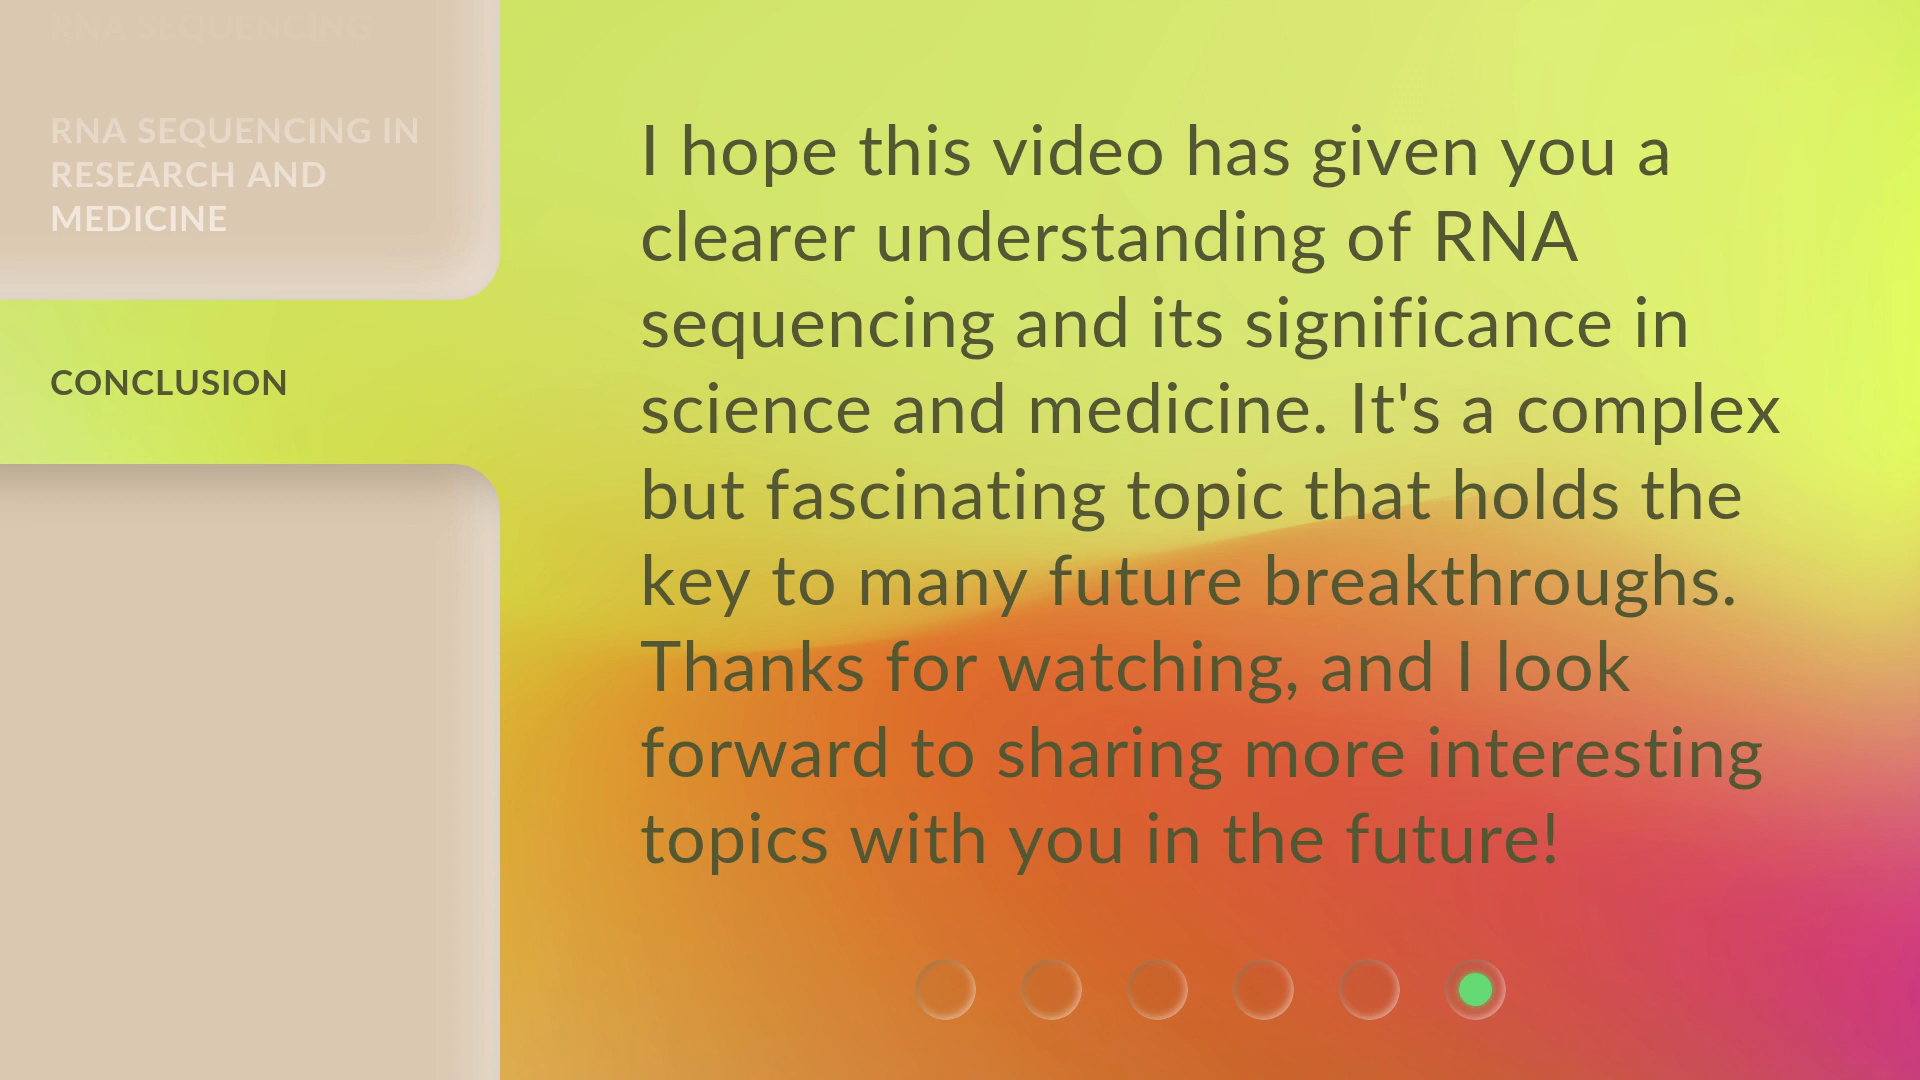 RNA SEQUENCING
RNA SEQUENCING IN
RESEARCH AND
MEDICINE
CONCLUSION
I hope this video has given you a
clearer understanding of RNA
sequencing and its significance in
science and medicine. It's a complex
but fascinating topic that holds the
key to many future breakthroughs.
Thanks for watching, and I look
forward to sharing more interesting
topics with you in the future!